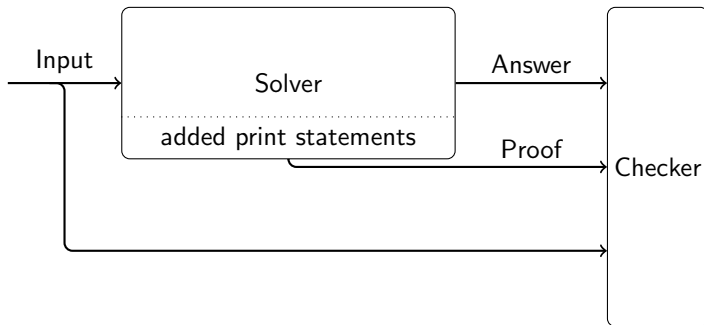 Input
Solver
added print statements
Answer
Proof
Checker